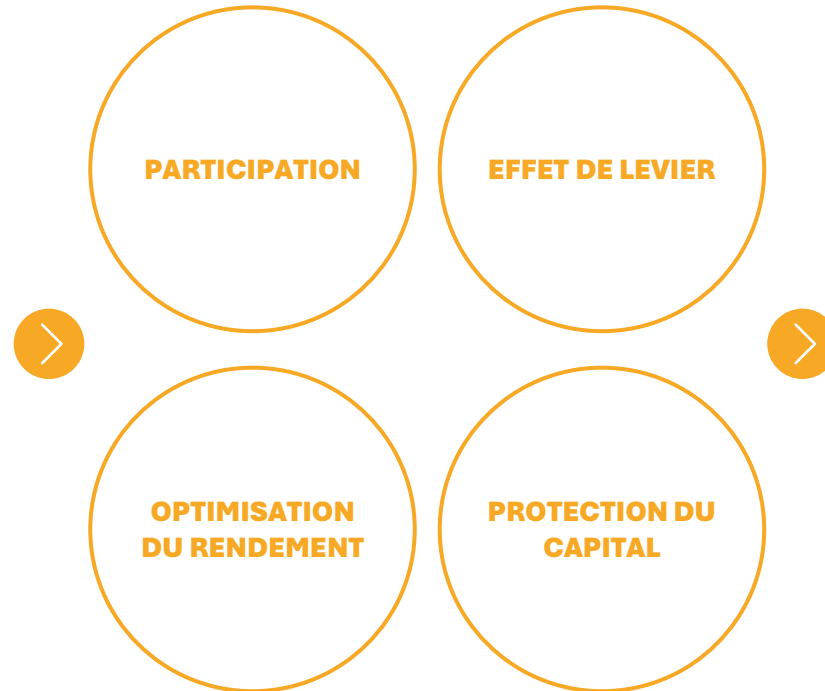 PARTICIPATION
EFFET DE LEVIER
OPTIMISATION
DU RENDEMENT
PROTECTION DU
CAPITAL